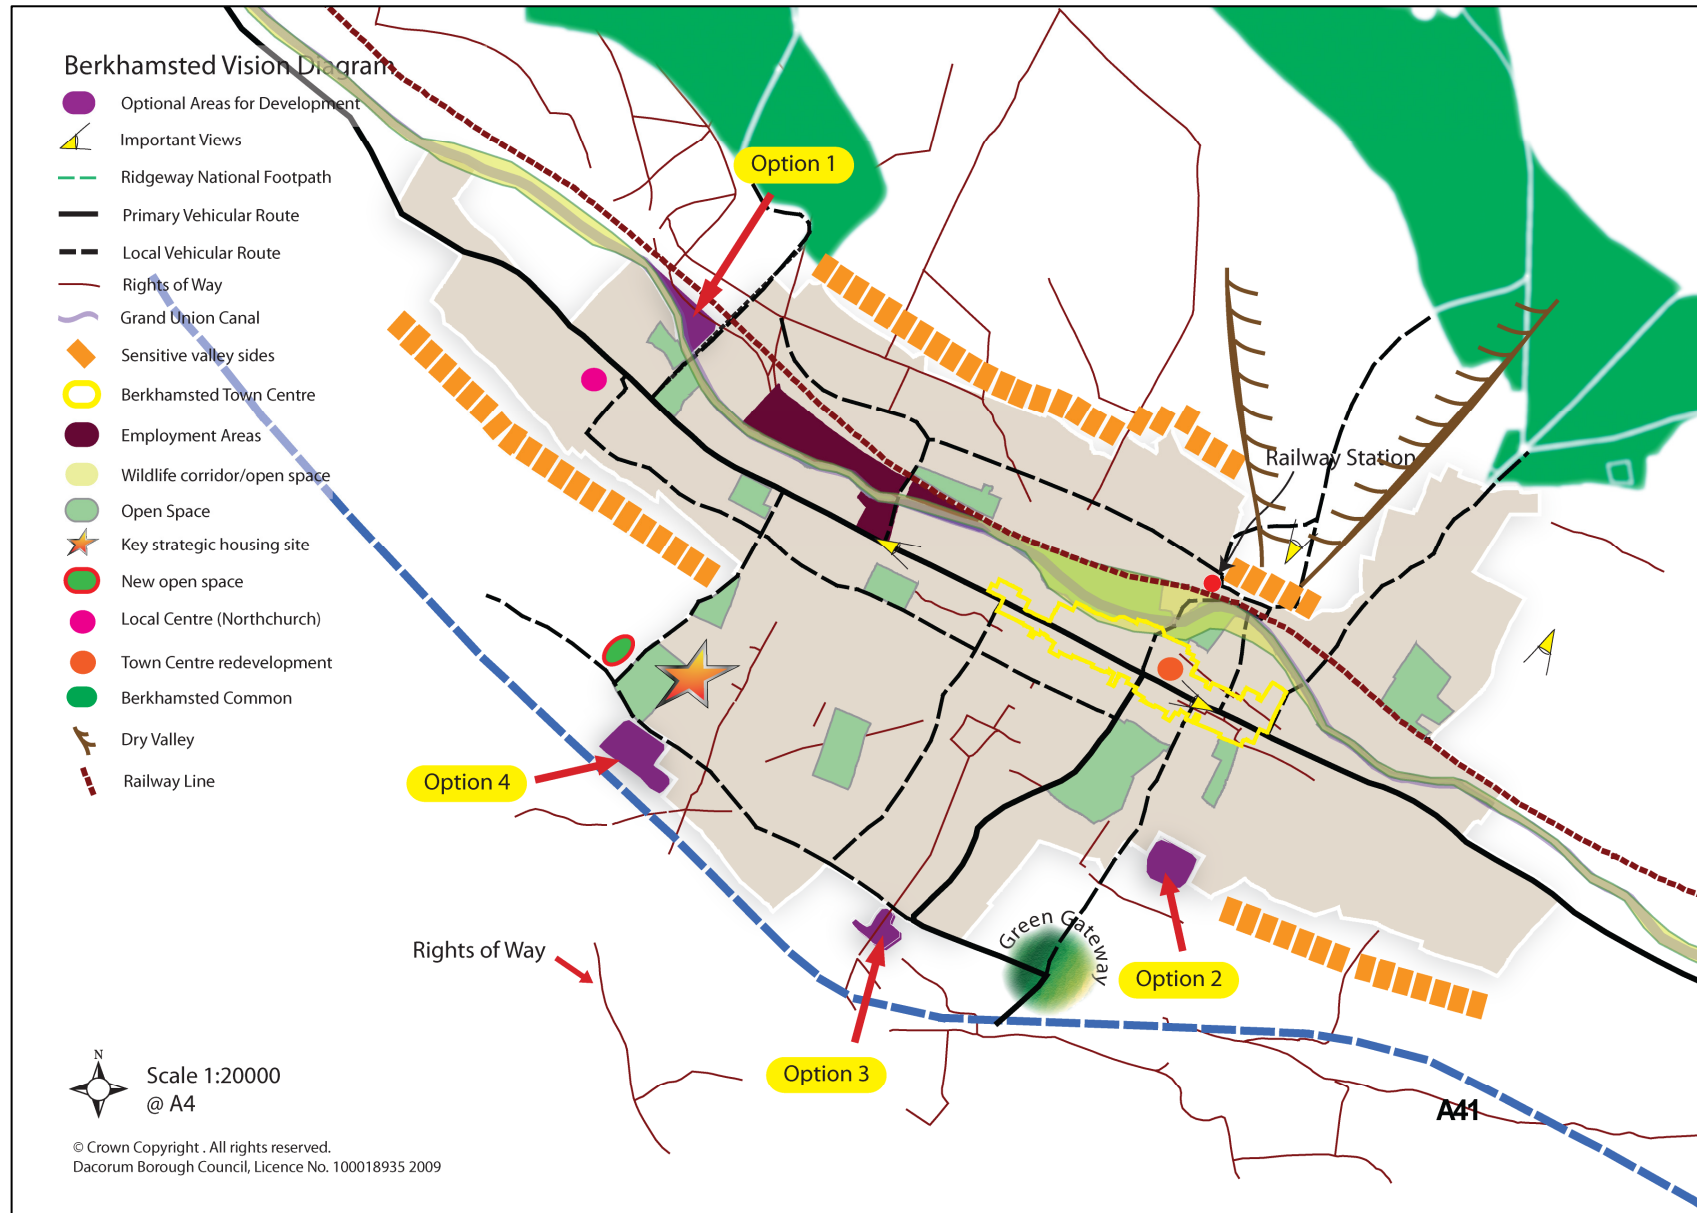 Berkhamsted Vision Diagram
Optional Areas for Development
Important Views
Ridgeway National Footpath
Primary Vehicular Route
Local Vehicular Route
Rights of Way
Grand Union Canal
Sensitive valley sides
Berkhamsted Town Centre
Employment Areas
Wildlife corridor/open space
Open Space
Key strategic housing site
New open space
Local Centre (Northchurch)
Town Centre redevelopment
Berkhamsted Common
Dry Valley
Railway Line
Option 1
Railway Station
Option 4
Green Gateway
Rights of Way
Option 2
Option 3
A41
N
Scale 1:20000
@ A4
© Crown Copyright . All rights reserved.
Dacorum Borough Council, Licence No. 100018935 2009